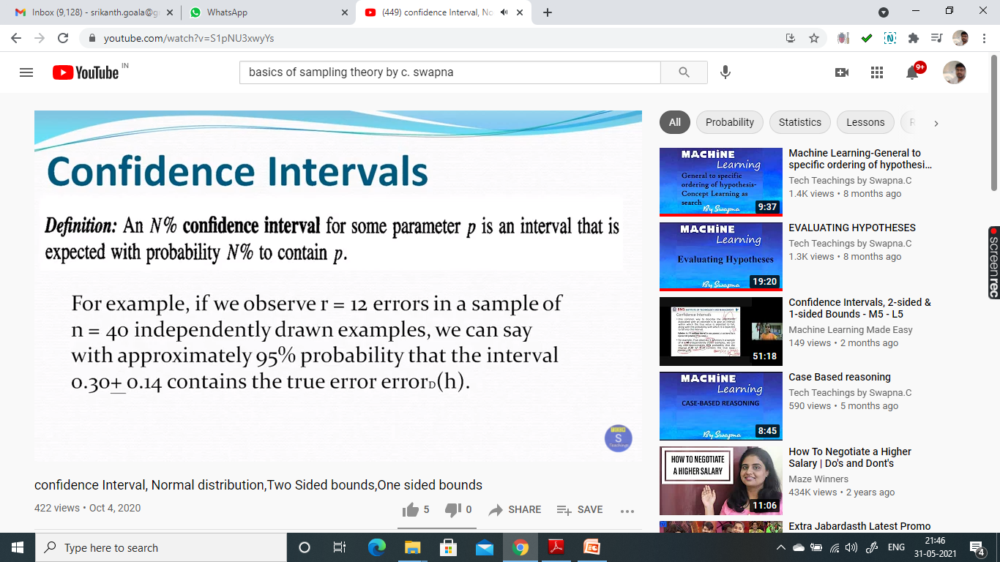 Inbox (9,128) - srikanth.goala@g
WhatsApp
(449) confidence Interval, No
youtube.com/watch?v=S1pNU3xwyYs
YouTube IN
basics of sampling theory by c. swapna
9+
Confidence Intervals
Definition: An N% confidence interval for some parameter p is an interval that is
expected with probability N% to contain p.
For example, if we observe r = 12 errors in a sample of
n = 40 independently drawn examples, we can say
with approximately 95% probability that the interval
0.30+ 0.14 contains the true error errorD(h).
S
confidence Interval, Normal distribution,Two Sided bounds,One sided bounds
422 views • Oct 4, 2020
5
0
SHARE
SAVE
All
Probability
Statistics
Lessons
MACHiNE
Learning
General to specific
ordering of hypothesis-
Concept Learning as
search
By Swapna
9:37
Machine Learning-General to
specific ordering of hypothesi...
Tech Teachings by Swapna.C
1.4K views • 8 months ago
MACHiNE
Learning
Evaluating Hypotheses
By Swapna
19:20
EVALUATING HYPOTHESES
Tech Teachings by Swapna.C
1.3K views • 8 months ago
Confidence Intervals
51:18
Confidence Intervals, 2-sided &
1-sided Bounds - M5 - L5
Machine Learning Made Easy
149 views • 2 months ago
MACHiNE
Learning
CASE-BASED REASONING
By Swapna
8:45
Case Based reasoning
Tech Teachings by Swapna.C
590 views • 5 months ago
HOW TO NEGOTIATE
A HIGHER SALARY
11:06
How To Negotiate a Higher
Salary | Do's and Dont's
Maze Winners
434K views • 2 years ago
Extra Jabardasth Latest Promo
screenrec
Type here to search
ENG
21:46
31-05-2021
4